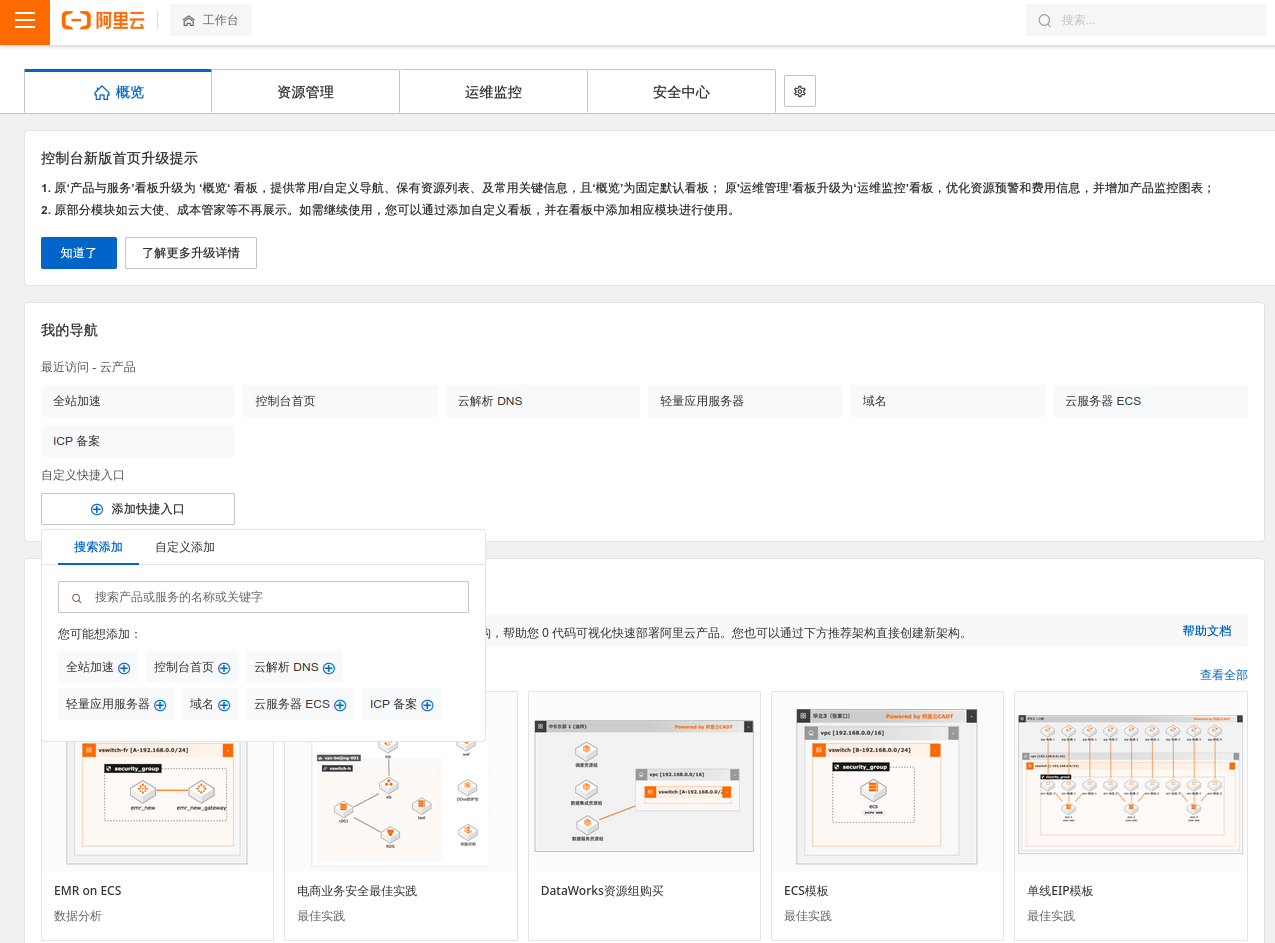 阿里云
工作台
搜索...
概览
资源管理
运维监控
安全中心
控制台新版首页升级提示
1. 原‘产品与服务’看板升级为 ‘概览‘ 看板，提供常用/自定义导航、保有资源列表、及常用关键信息，且‘概览’为固定默认看板； 原'运维管理’看板升级为‘运维监控’看板，优化资源预警和费用信息，并增加产品监控图表；
2. 原部分模块如云大使、成本管家等不再展示。如需继续使用，您可以通过添加自定义看板，并在看板中添加相应模块进行使用。
知道了
了解更多升级详情
我的导航
最近访问 - 云产品
全站加速
控制台首页
云解析 DNS
轻量应用服务器
域名
云服务器 ECS
ICP 备案
自定义快捷入口
添加快捷入口
搜索添加
自定义添加
搜索产品或服务的名称或关键字
您可能想添加：
全站加速
控制台首页
云解析 DNS
轻量应用服务器
域名
云服务器 ECS
ICP 备案
，帮助您 0 代码可视化快速部署阿里云产品。您也可以通过下方推荐架构直接创建新架构。
帮助文档
查看全部
vswitch-fr [A-192.168.0.0/24]
security_group
emr_new
emr_new_gateway
vpc-beijing-001
vswitch-h
slb
c001
test
RDS
Powered by 阿里云CADT
调度资源组
数据集成资源组
数据服务资源组
vpc [192.168.0.0/16]
vswitch [A-192.168.0.0/
华北3（张家口）
Powered by 阿里云CADT
vpc [192.168.0.0/16]
vswitch [B-192.168.0.0/24]
security_group
ECS
Powered by 阿里云CADT
security_group
EMR on ECS
数据分析
电商业务安全最佳实践
最佳实践
DataWorks资源组购买
ECS模板
最佳实践
单线EIP模板
最佳实践